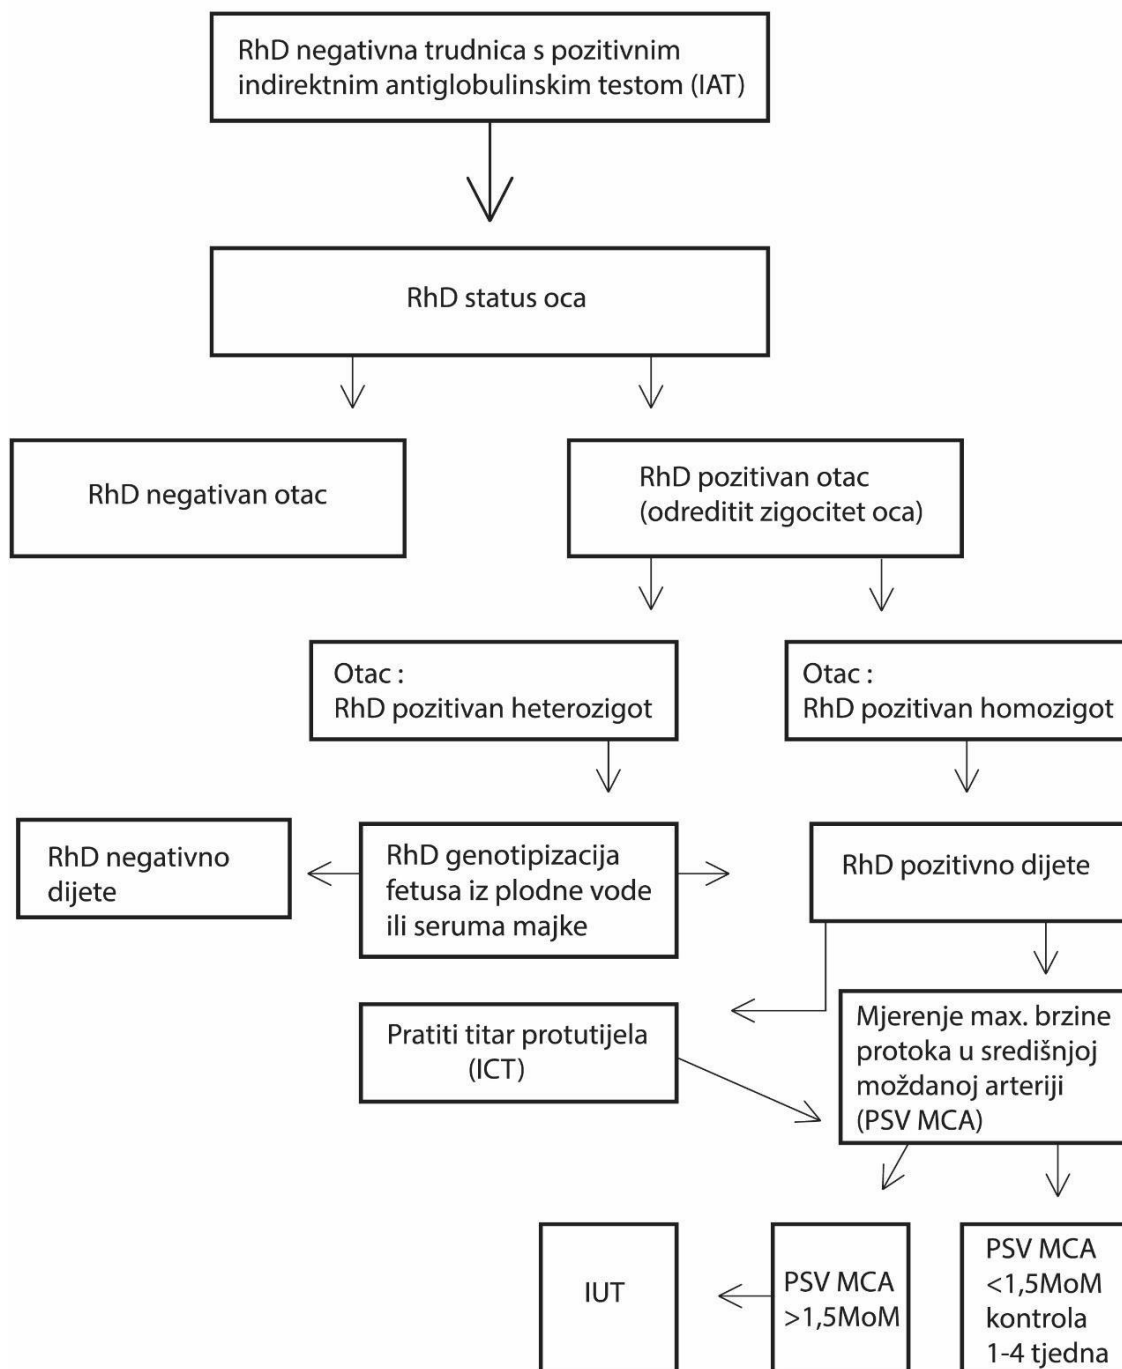 RhD negativna trudnica s pozitivnim
indirektnim antiglobulinskim testom (IAT)
RhD status oca
RhD negativan otac
RhD pozitivan otac
(odreditit zigocitet oca)
Otac :
RhD pozitivan heterozigot
Otac :
RhD pozitivan homozigot
RhD negativno
dijete
RhD genotipizacija
fetusa iz plodne vode
ili seruma majke
RhD pozitivno dijete
Pratiti titar protutijela
(ICT)
Mjerenje max. brzine
protoka u središnjoj
moždanoj arteriji
(PSV MCA)
IUT
PSV MCA
>1,5MoM
PSV MCA
<1,5MoM
kontrola
1-4 tjedna